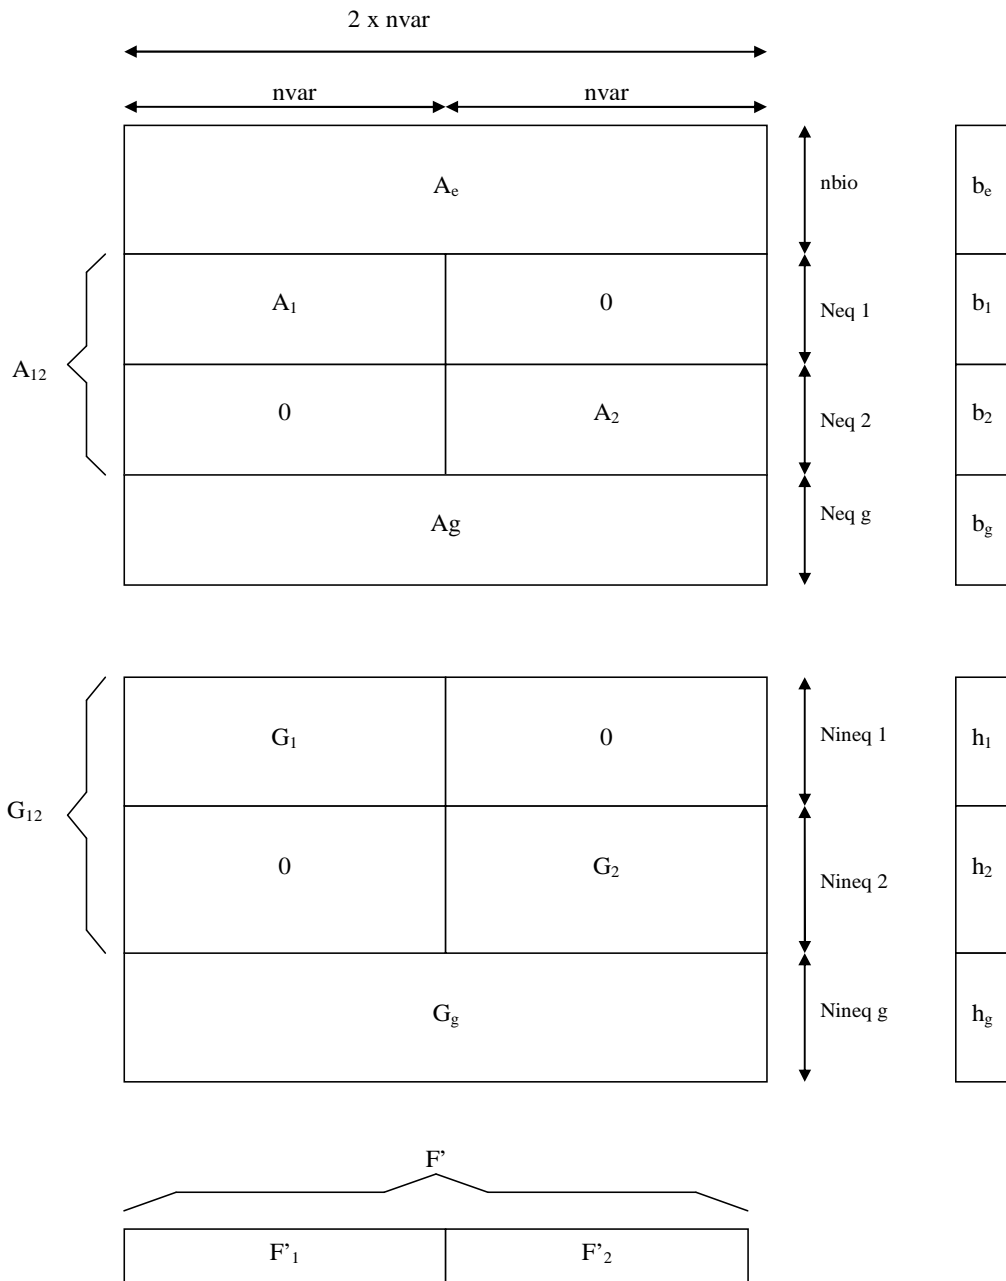 2 x nvar
nvar nvar
Aₑ nbio bₑ
A₁ 0 Neq 1 b₁
A₁₂
0 A₂ Neq 2 b₂
Ag Neq g b_g
G₁ 0 Nineq 1 h₁
G₁₂
0 G₂ Nineq 2 h₂
G_g Nineq g h_g
F’
F’₁ F’₂